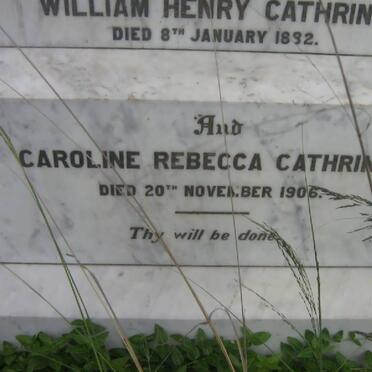 WILLIAM HENRY CATHRIN
DIED 8TH JANUARY 1892.
And
CAROLINE REBECCA CATHRIN
DIED 20TH NOVEMBER 1906.
Thy will be done.